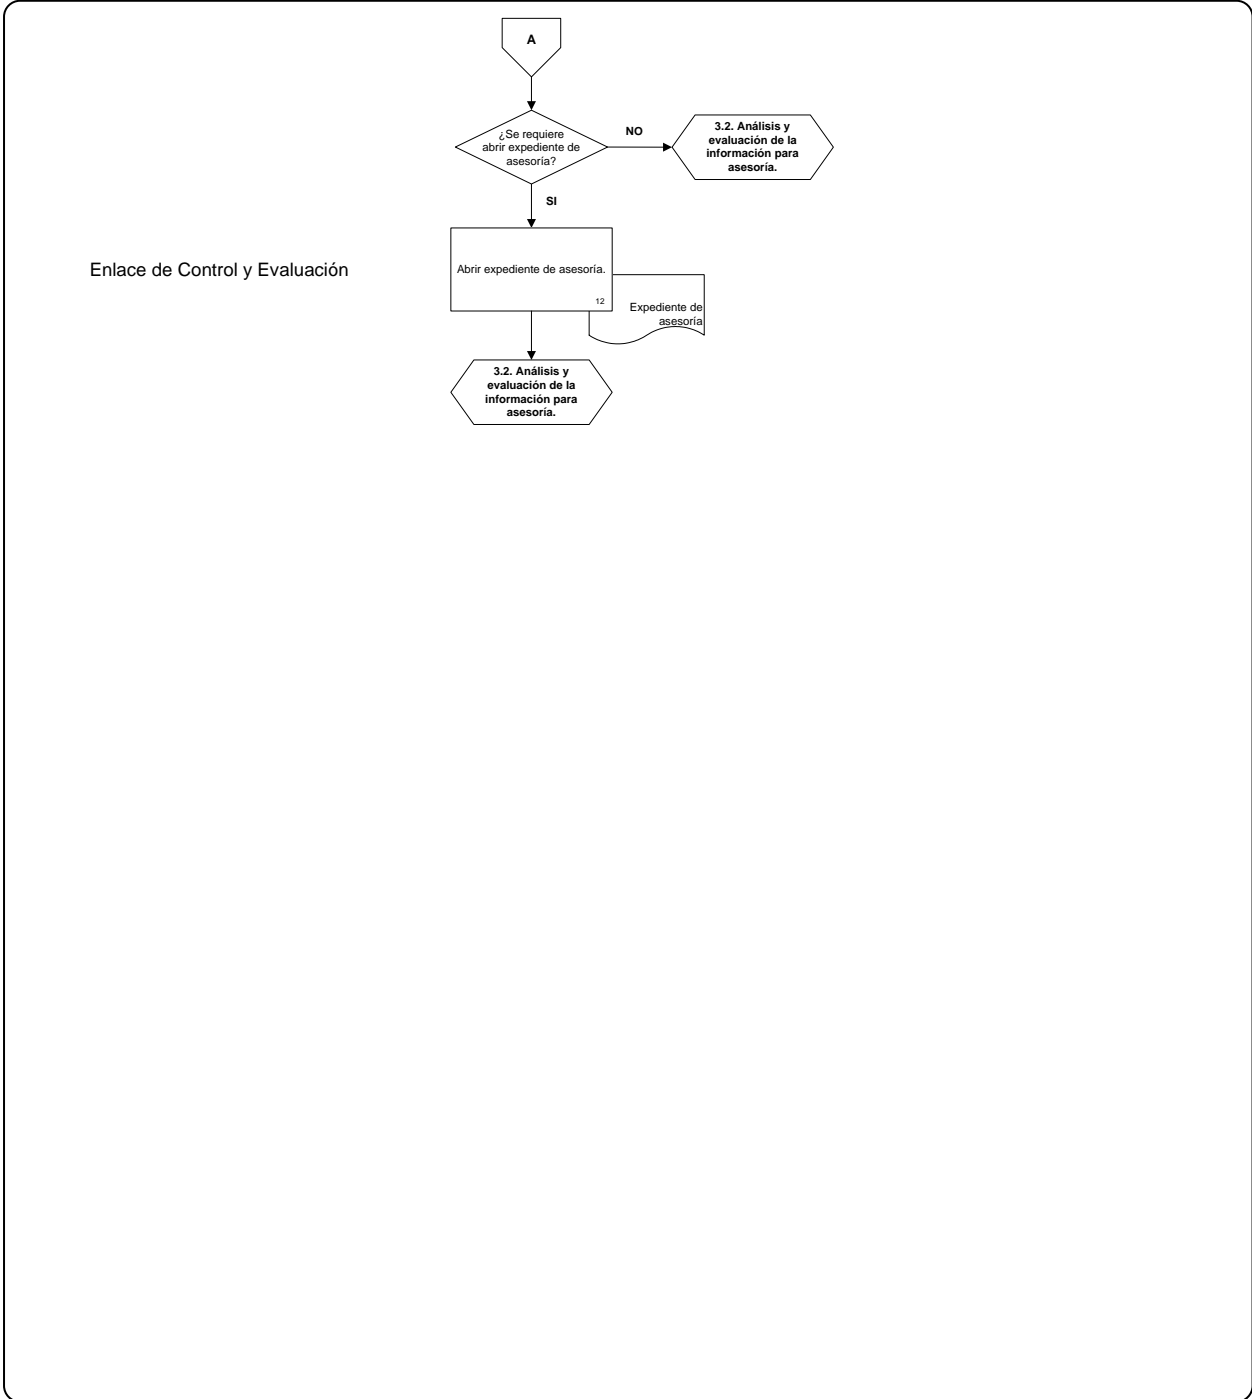 A
¿Se requiere
abrir expediente de
asesoría?
NO
3.2. Análisis y
evaluación de la
información para
asesoría.
SI
Enlace de Control y Evaluación
Abrir expediente de asesoría.
12
Expediente de
asesoría
3.2. Análisis y
evaluación de la
información para
asesoría.